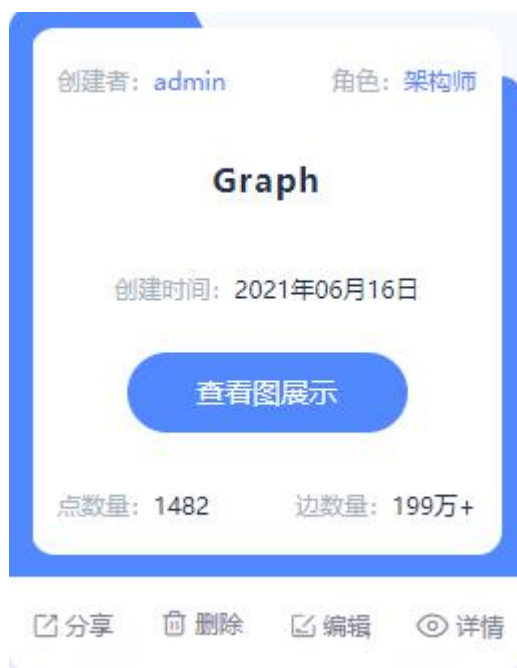 创建者：admin 角色：架构师
Graph
创建时间：2021年06月16日
查看图展示
点数量：1482 边数量：199万+
分享 删除 编辑 详情